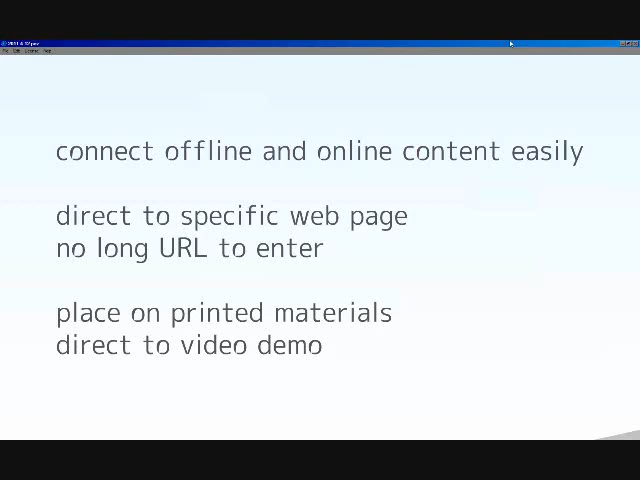 connect offline and online content easily
direct to specific web page
no long URL to enter
place on printed materials
direct to video demo